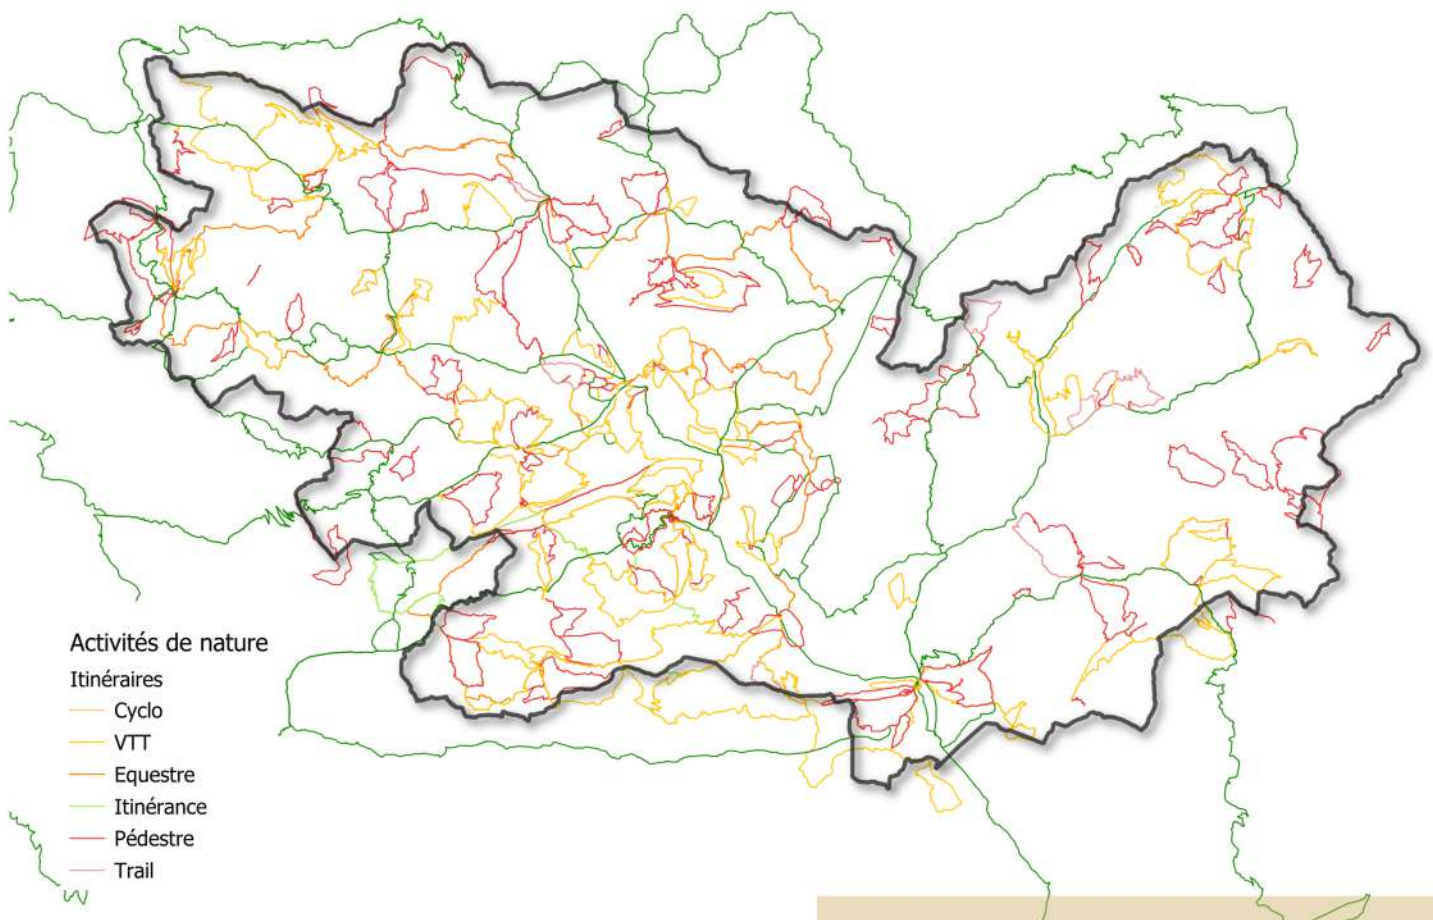 Activités de nature
Itinéraires
Cyclo
VTT
Equestre
Itinérance
Pédestre
Trail